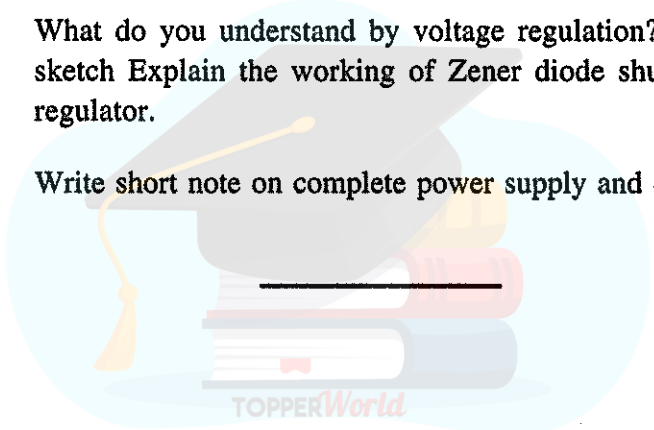 What do you understand by voltage regulation?
sketch Explain the working of Zener diode
regulator.
Write short note on complete power supply and
TOPPERWorld